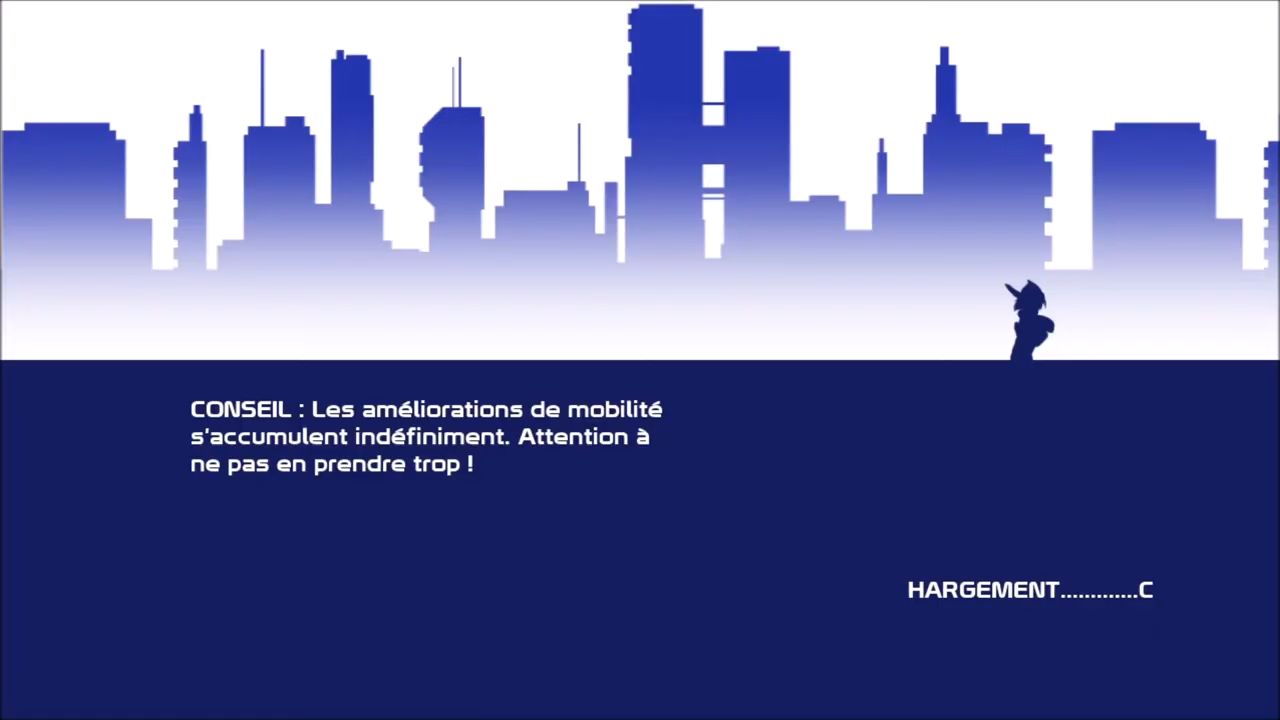 CONSEIL : Les améliorations de mobilité
s'accumulent indéfiniment. Attention à
ne pas en prendre trop !
HARGEMENT.............C